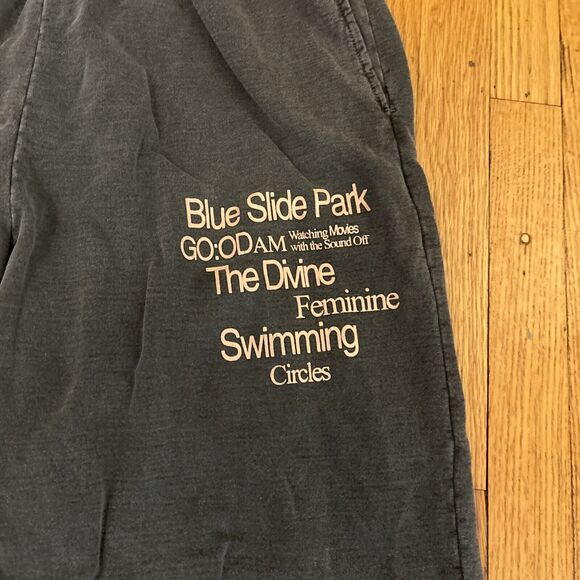 Blue Slide Park
GO:OD AM Watching Movies
with the Sound Off
The Divine
Feminine
Swimming
Circles